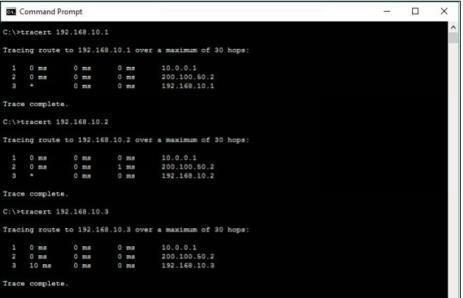 Command Prompt
C:\>tracert 192.168.10.1
Tracing route to 192.168.10.1 over a maximum of 30 hops:
1 0 ms 0 ms 0 ms 10.0.0.1
2 0 ms 0 ms 0 ms 200.100.50.2
3 * 0 ms 0 ms 192.168.10.1
Trace complete.
C:\>tracert 192.168.10.2
Tracing route to 192.168.10.2 over a maximum of 30 hops:
1 0 ms 0 ms 0 ms 10.0.0.1
2 0 ms 0 ms 1 ms 200.100.50.2
3 * 0 ms 0 ms 192.168.10.2
Trace complete.
C:\>tracert 192.168.10.3
Tracing route to 192.168.10.3 over a maximum of 30 hops:
1 0 ms 0 ms 0 ms 10.0.0.1
2 0 ms 0 ms 0 ms 200.100.50.2
3 10 ms 0 ms 0 ms 192.168.10.3
Trace complete.